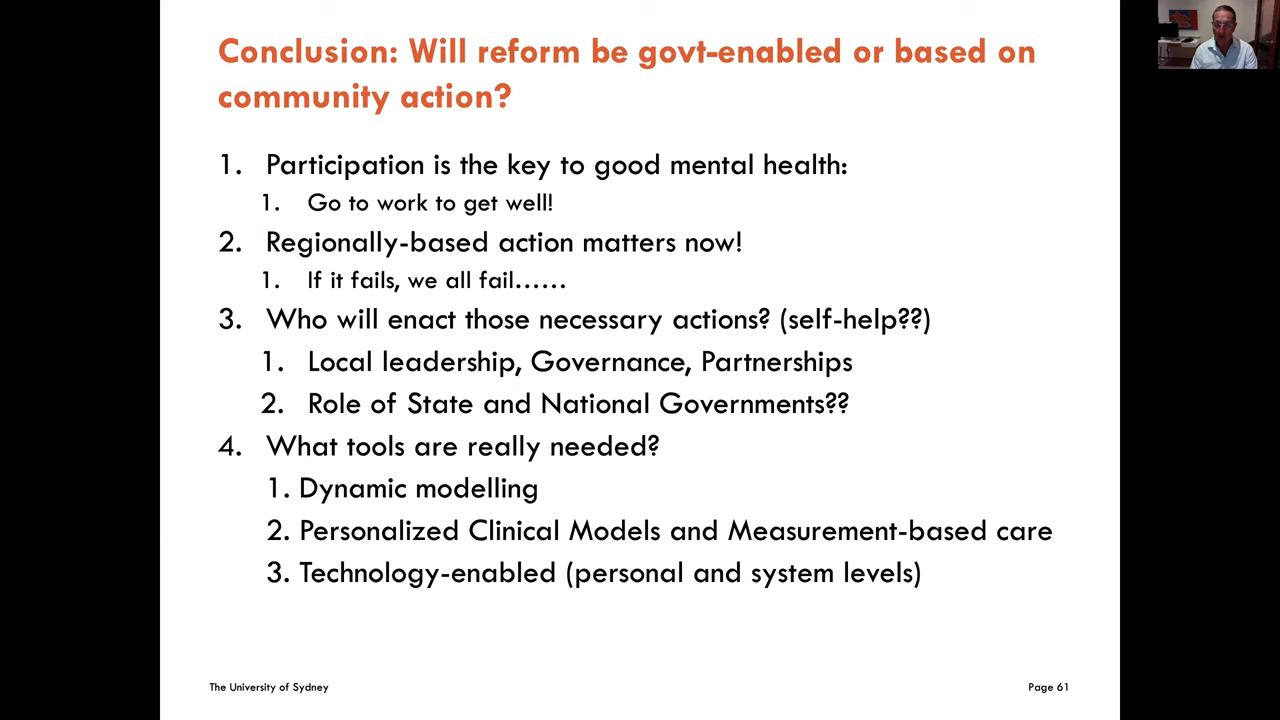 Conclusion: Will reform be govt-enabled or based on
community action?
1. Participation is the key to good mental health:
1. Go to work to get well!
2. Regionally-based action matters now!
1. If it fails, we all fail......
3. Who will enact those necessary actions? (self-help??)
1. Local leadership, Governance, Partnerships
2. Role of State and National Governments??
4. What tools are really needed?
1. Dynamic modelling
2. Personalized Clinical Models and Measurement-based care
3. Technology-enabled (personal and system levels)
The University of Sydney
Page 61